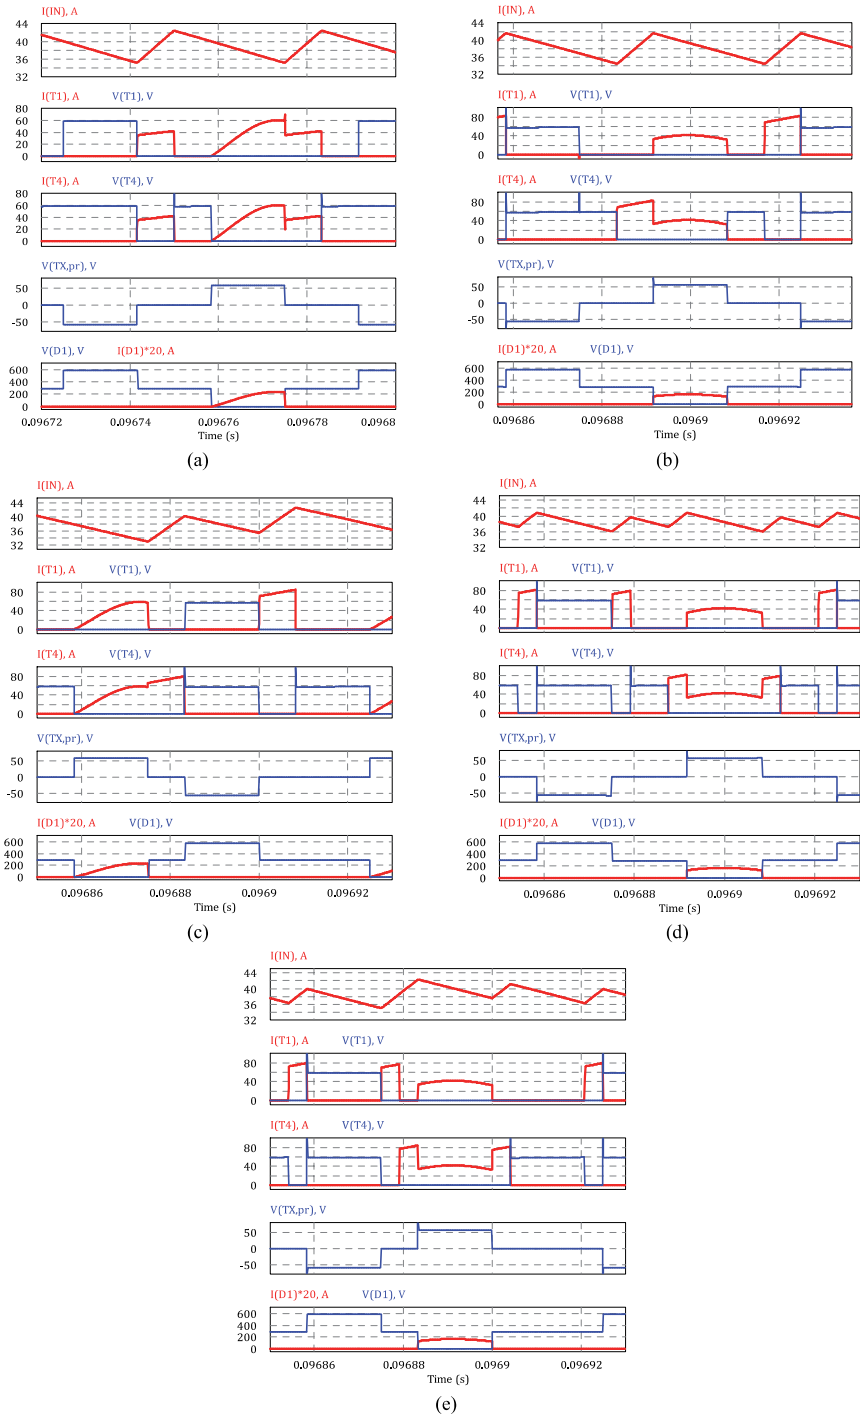 I(IN), A
44
40
36
32
I(T1), A V(T1), V
80
60
40
20
0
I(T4), A V(T4), V
80
60
40
20
0
V(TX,pr), V
50
0
-50
V(D1), V I(D1)*20, A
600
400
200
0
0.09672 0.09674 0.09676 0.09678 0.0968
Time (s)
(a)
I(IN), A
44
40
36
32
I(T1), A V(T1), V
80
40
0
I(T4), A V(T4), V
80
40
0
V(TX,pr), V
50
0
-50
I(D1)*20, A V(D1), V
600
400
200
0
0.09686 0.09688 0.0969 0.09692
Time (s)
(b)
I(IN), A
44
40
36
32
I(T1), A V(T1), V
80
40
0
I(T4), A V(T4), V
80
40
0
V(TX,pr), V
50
0
-50
I(D1)*20, A V(D1), V
600
400
200
0
0.09686 0.09688 0.0969 0.09692
Time (s)
(c)
I(IN), A
44
40
36
32
I(T1), A V(T1), V
80
40
0
I(T4), A V(T4), V
80
40
0
V(TX,pr), V
50
0
-50
I(D1)*20, A V(D1), V
600
400
200
0
0.09686 0.09688 0.0969 0.09692
Time (s)
(d)
I(IN), A
44
40
36
32
I(T1), A V(T1), V
80
40
0
I(T4), A V(T4), V
80
40
0
V(TX,pr), V
50
0
-50
I(D1)*20, A V(D1), V
600
400
200
0
0.09686 0.09688 0.0969 0.09692
Time (s)
(e)